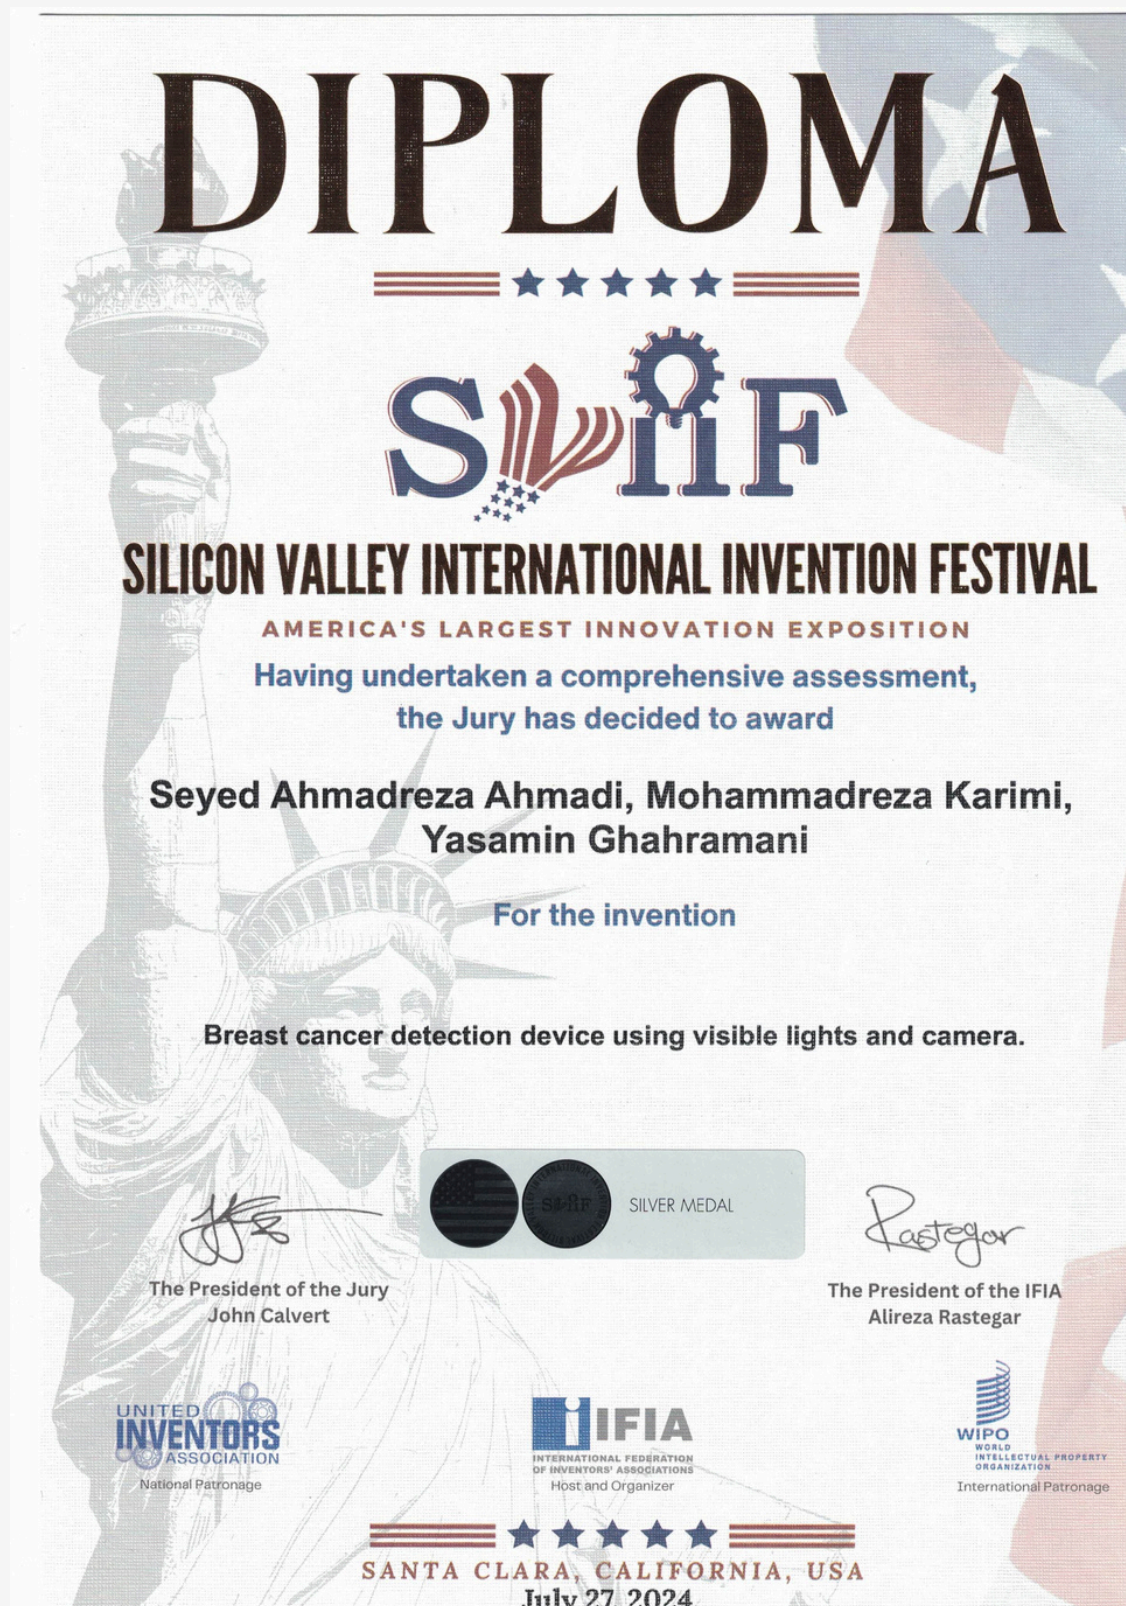 DIPLOMA
SViiF
SILICON VALLEY INTERNATIONAL INVENTION FESTIVAL
AMERICA'S LARGEST INNOVATION EXPOSITION
Having undertaken a comprehensive assessment,
the Jury has decided to award
Seyed Ahmadreza Ahmadi, Mohammadreza Karimi,
Yasamin Ghahramani
For the invention
Breast cancer detection device using visible lights and camera.
SViiF
SILVER MEDAL
Rastegar
The President of the Jury
John Calvert
The President of the IFIA
Alireza Rastegar
UNITED
INVENTORS
ASSOCIATION
National Patronage
i IFIA
INTERNATIONAL FEDERATION
OF INVENTORS' ASSOCIATIONS
Host and Organizer
WIPO
WORLD
INTELLECTUAL PROPERTY
ORGANIZATION
International Patronage
SANTA CLARA, CALIFORNIA, USA
July 27, 2024